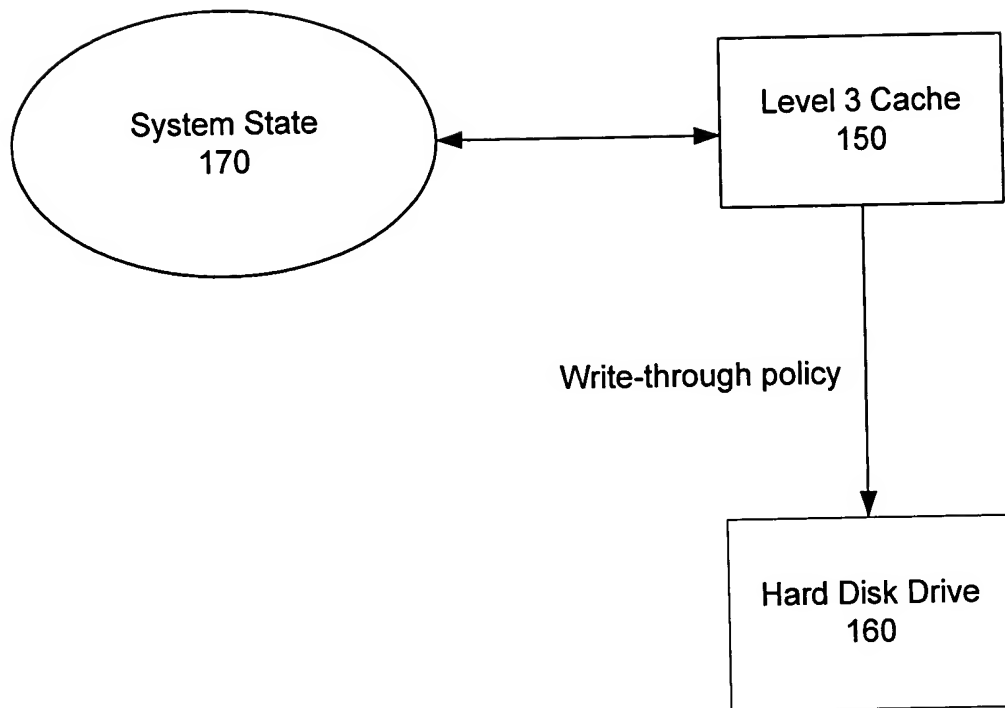 System State
170
Level 3 Cache
150
Write-through policy
Hard Disk Drive
160